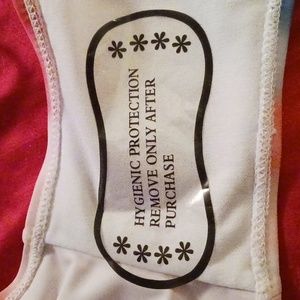 ****
HYGIENIC PROTECTION
REMOVE ONLY AFTER
PURCHASE
****